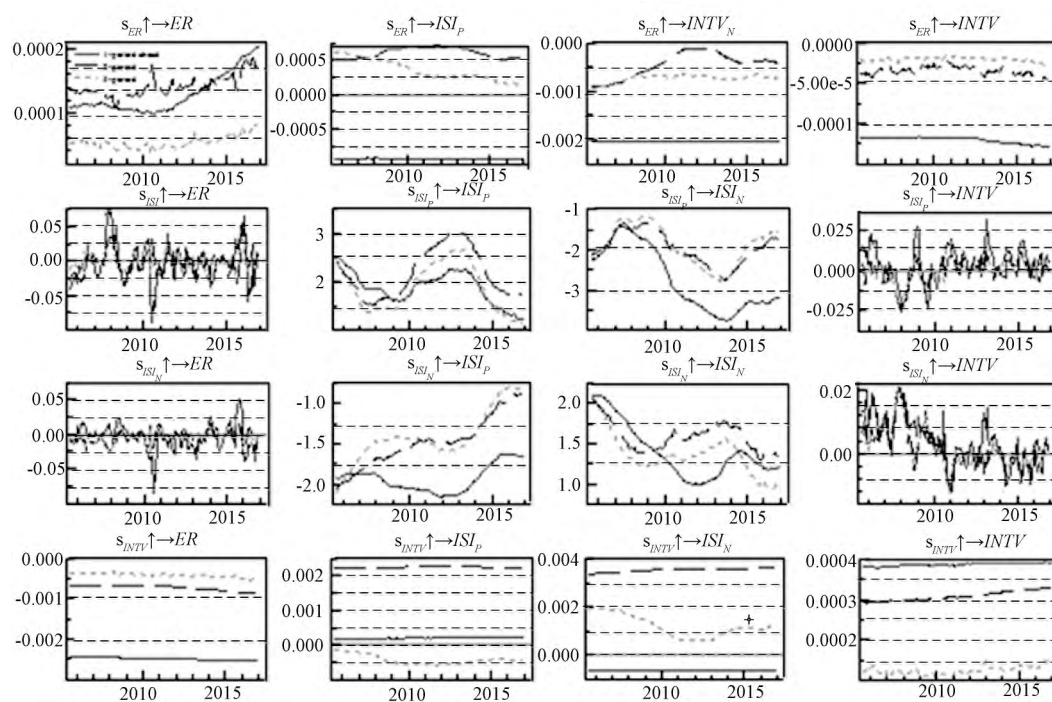 s_ER↑→ER s_ER↑→ISI_P s_ER↑→INTV_N s_ER↑→INTV
0.0002 0.0001
0.0005 0.0000 -0.0005
0.000 -0.001 -0.002
0.0000 -5.00e-5 -0.0001
2010 2015 2010 2015 2010 2015 2010 2015
s_ISI↑→ER s_ISI_P↑→ISI_P s_ISI_P↑→ISI_N s_ISI_P↑→INTV
0.05 0.00 -0.05
3 2
-1 -2 -3
0.025 0.000 -0.025
2010 2015 2010 2015 2010 2015 2010 2015
s_ISI_N↑→ER s_ISI_N↑→ISI_P s_ISI_N↑→ISI_N s_ISI_N↑→INTV
0.05 0.00 -0.05
-1.0 -1.5 -2.0
2.0 1.5 1.0
0.02 0.00
2010 2015 2010 2015 2010 2015 2010 2015
s_INTV↑→ER s_INTV↑→ISI_P s_INTV↑→ISI_N s_INTV↑→INTV
0.000 -0.001 -0.002
0.002 0.001 0.000
0.004 0.002 0.000
0.0004 0.0003 0.0002
2010 2015 2010 2015 2010 2015 2010 2015